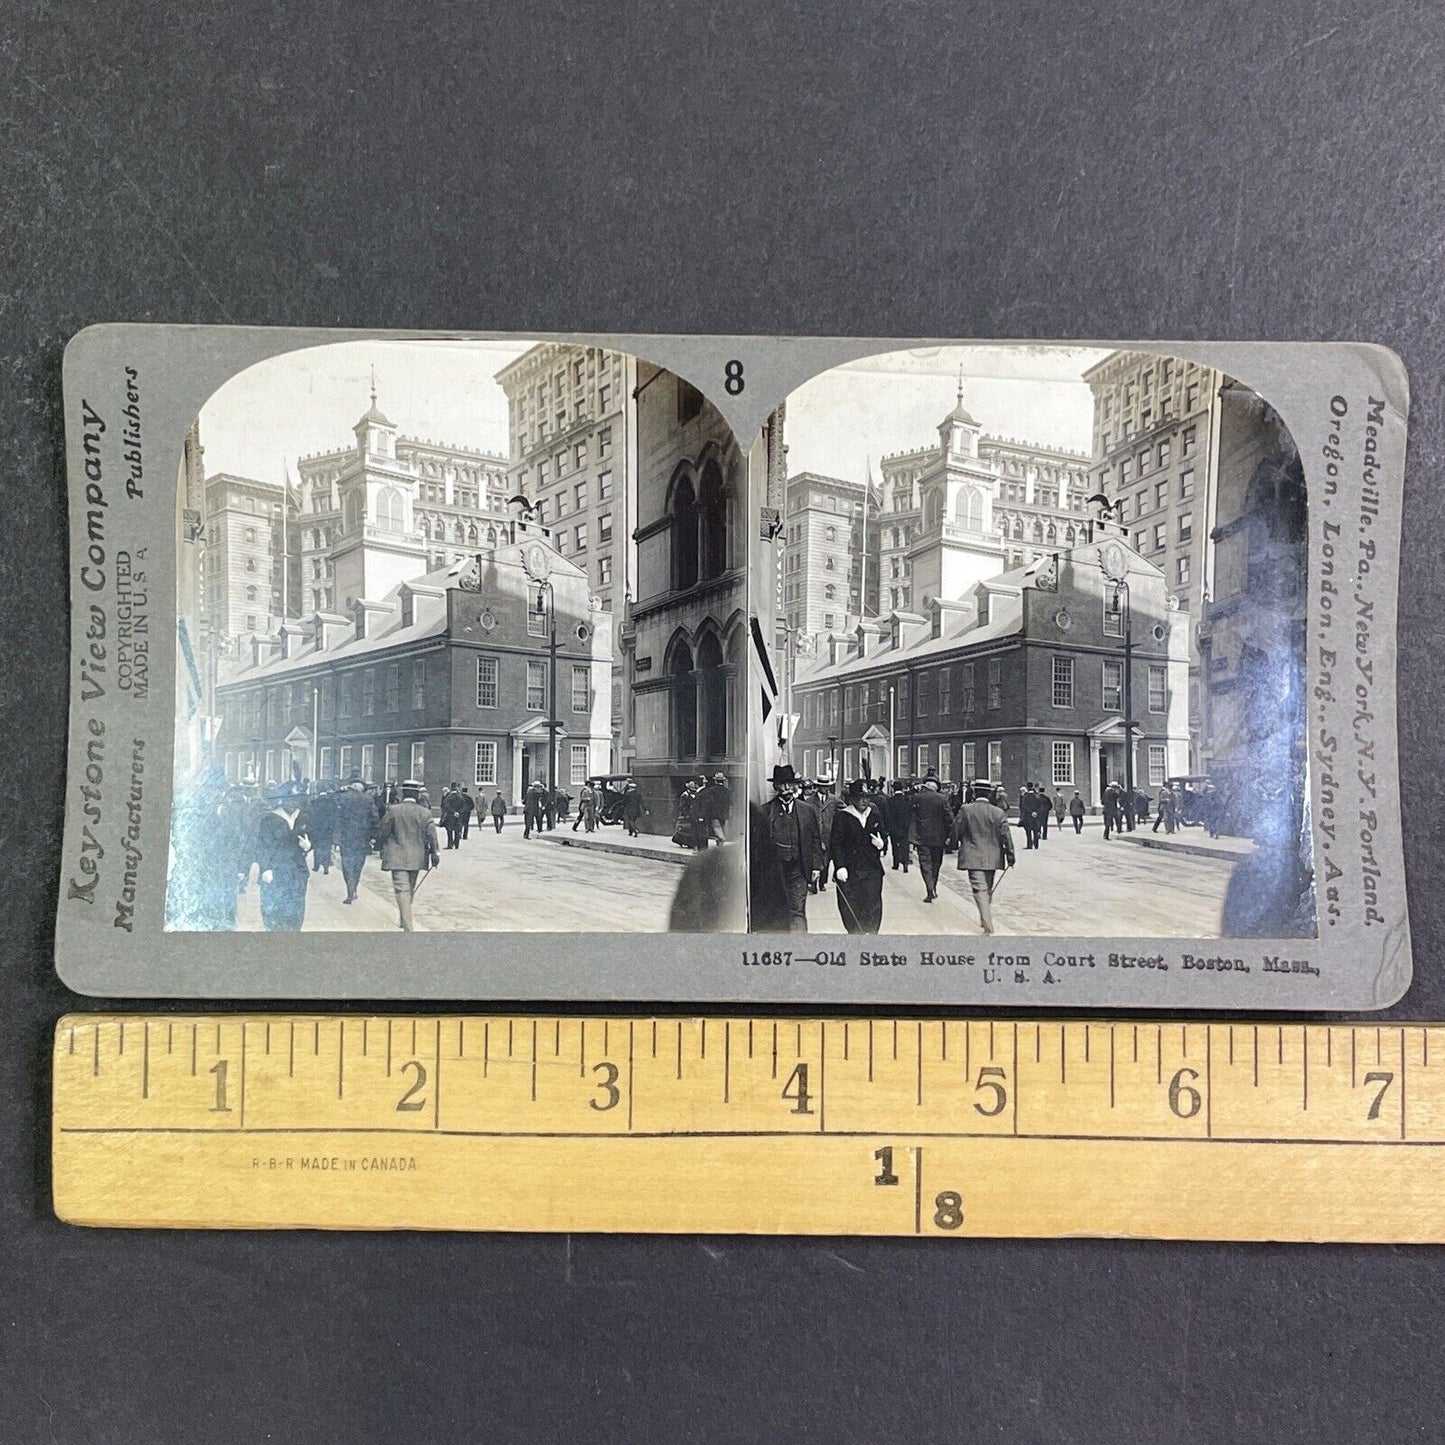 Keystone View Company
Manufacturers
COPYRIGHTED
MADE IN U.S.A
Publishers
8
Meadville, Pa., New York, N.Y. Portland,
Oregon, London, Eng., Sydney, Aus.
11687—Old State House from Court Street, Boston, Mass.,
U. S. A.
1 2 3 4 5 6 7
R-B-R MADE IN CANADA
1
8